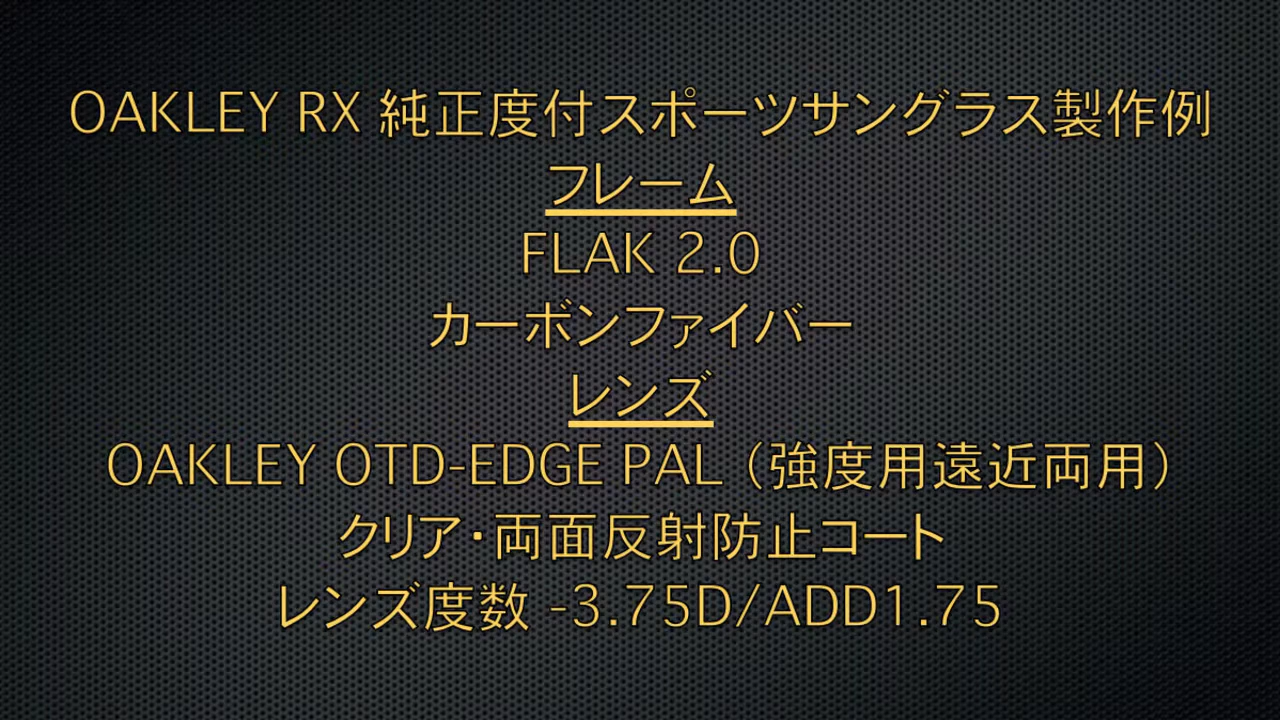 OAKLEY RX 純正度付スポーツサングラス製作例
フレーム
FLAK 2.0
カーボンファイバー
レンズ
OAKLEY OTD-EDGE PAL（強度用遠近両用）
クリア・両面反射防止コート
レンズ度数 -3.75D/ADD1.75